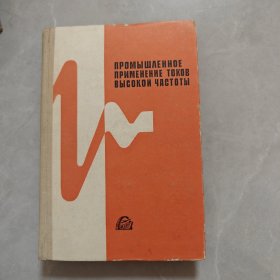 ПРОМЫШЛЕННОЕ
ПРИМЕНЕНИЕ ТОКОВ
ВЫСОКОЙ ЧАСТОТЫ